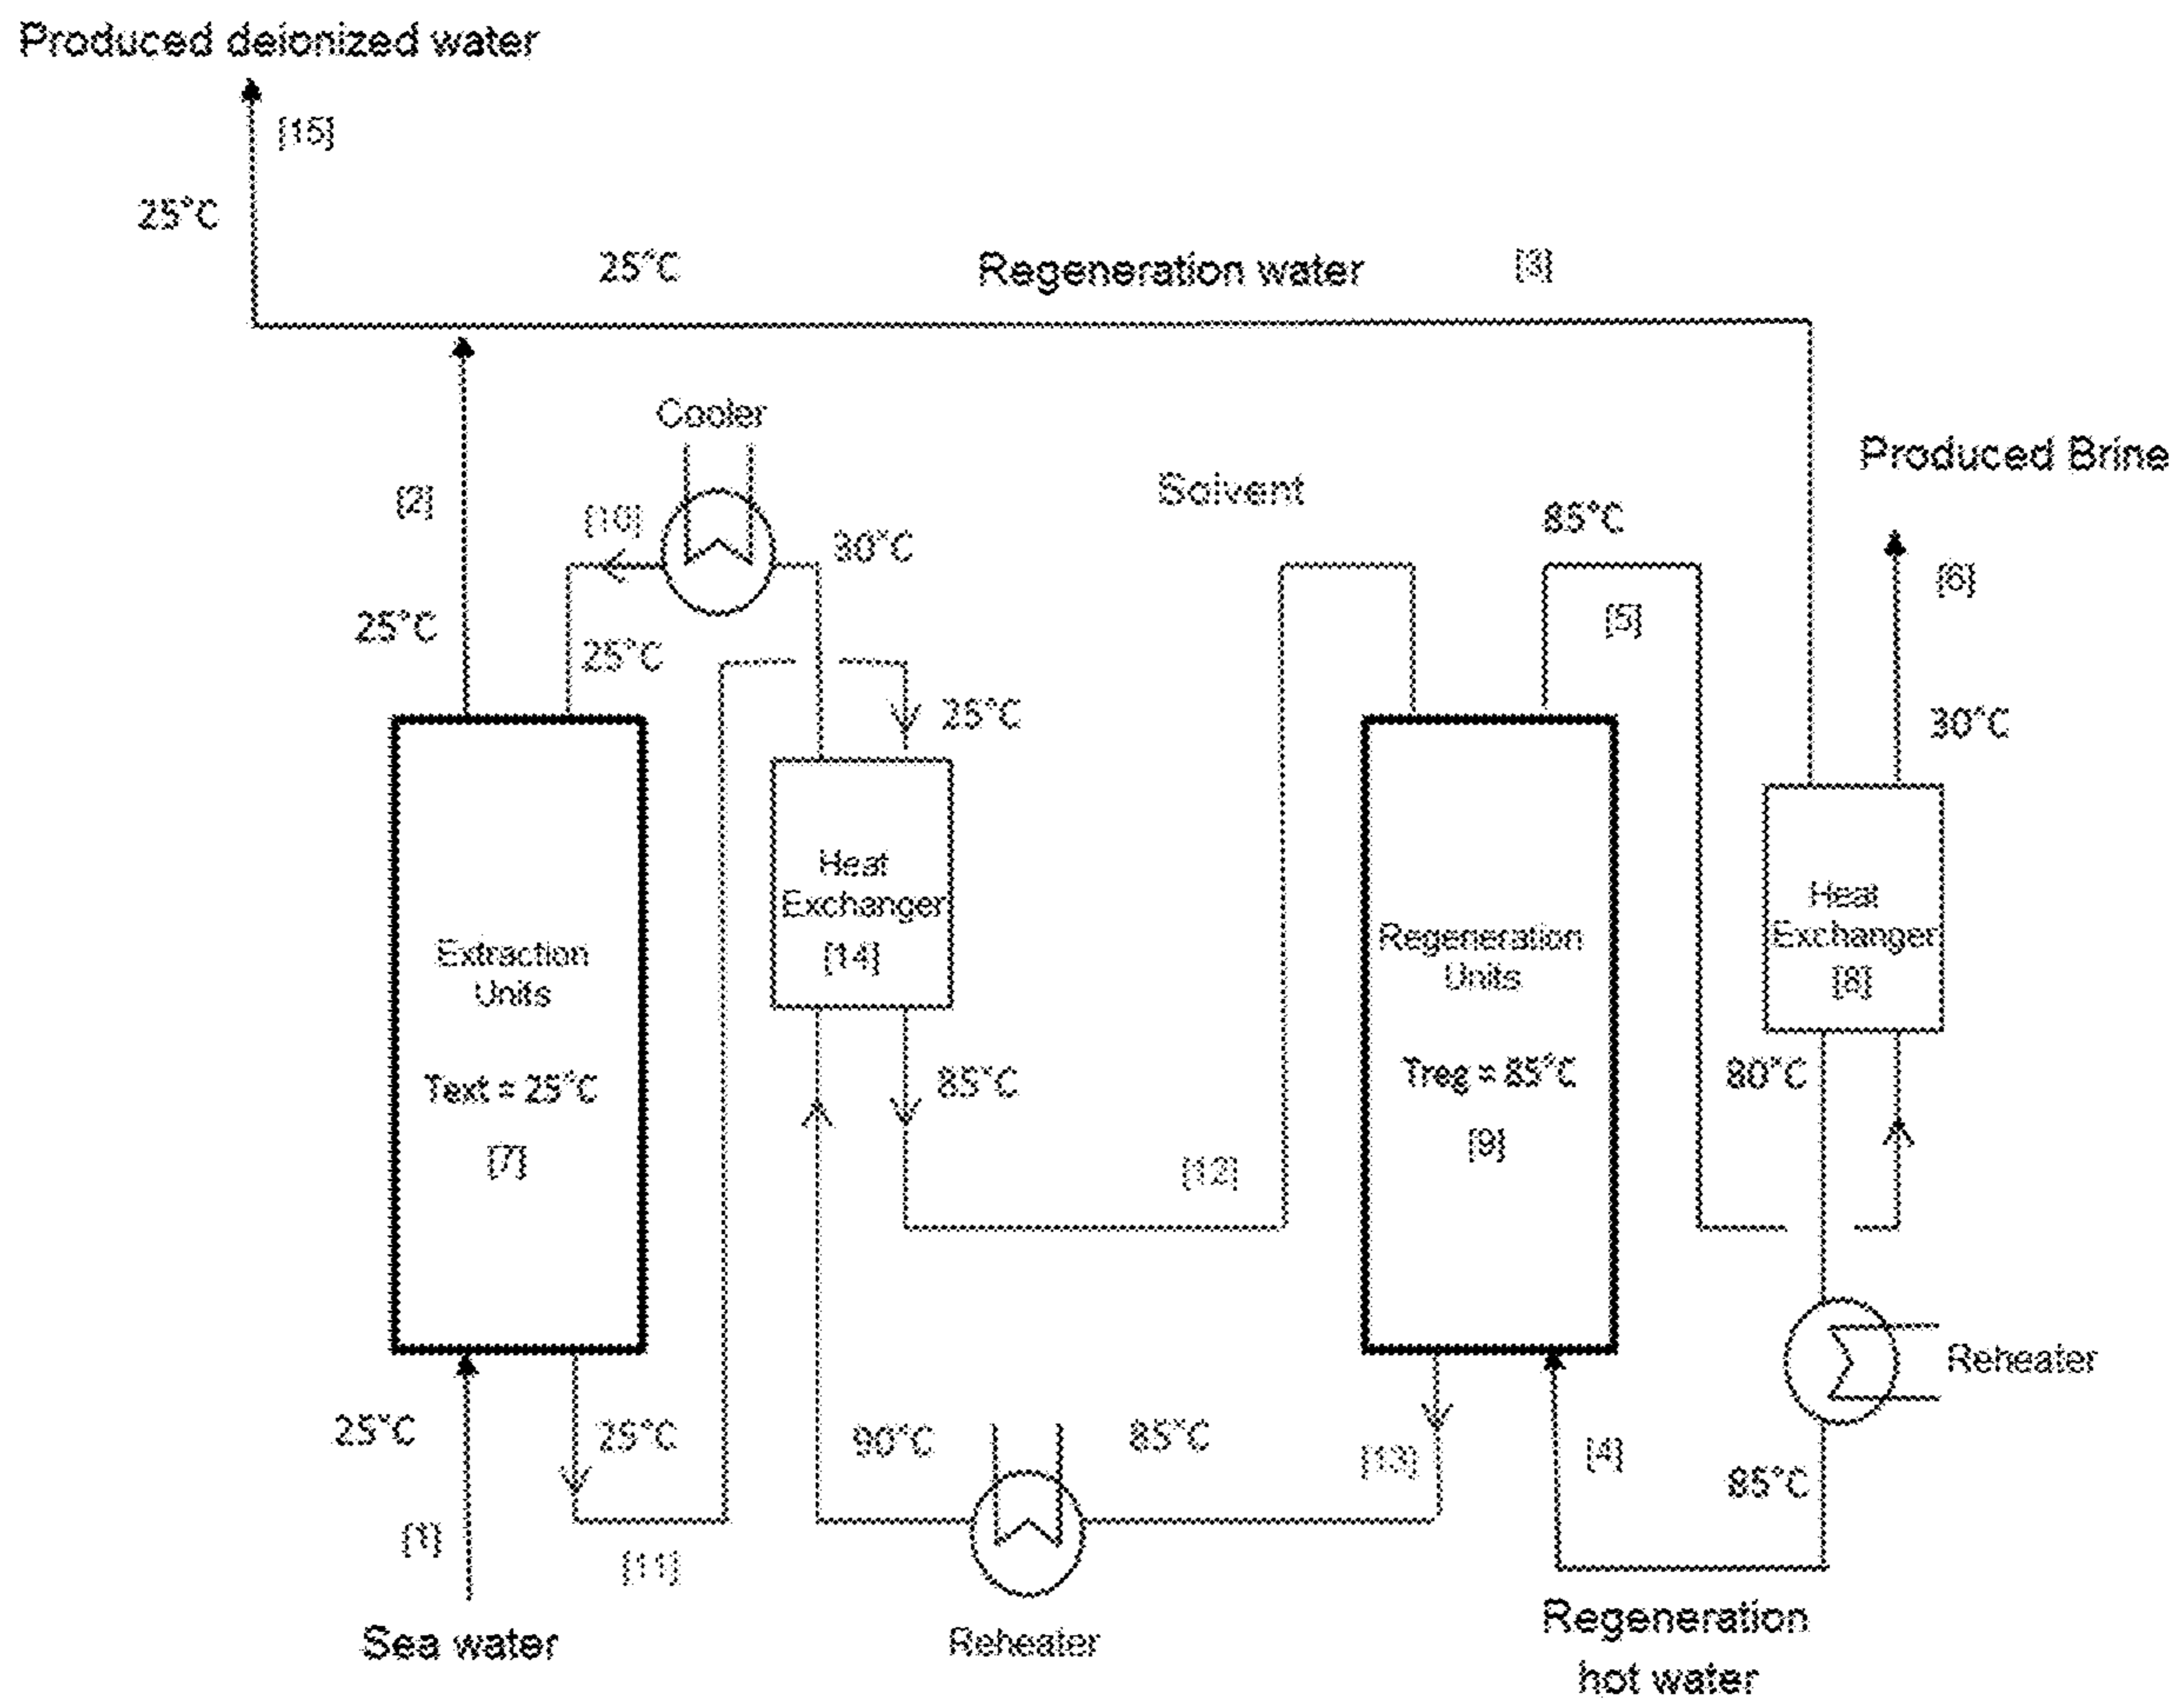 Produced deionized water
[15]
25°C
25°C
Regeneration water
[3]
Cooler
Produced Brine
Solvent
[2]
[10]
30°C
85°C
[6]
[5]
25°C
25°C
25°C
30°C
Heat
Exchanger
[14]
Heat
Exchanger
[8]
Extraction
Units
Text = 25°C
[7]
Regeneration
Units
Treg = 85°C
[9]
85°C
80°C
[12]
Reheater
25°C
25°C
90°C
85°C
[13]
[4]
85°C
[1]
[11]
Sea water
Reheater
Regeneration
hot water